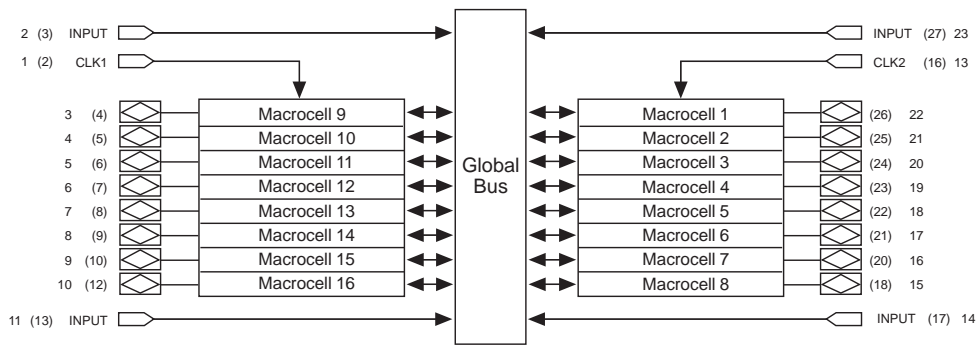 2 (3) INPUT
INPUT (27) 23
1 (2) CLK1
CLK2 (16) 13
3 (4) Macrocell 9
Macrocell 1 (26) 22
4 (5) Macrocell 10
Macrocell 2 (25) 21
5 (6) Macrocell 11
Macrocell 3 (24) 20
Global
Bus
6 (7) Macrocell 12
Macrocell 4 (23) 19
7 (8) Macrocell 13
Macrocell 5 (22) 18
8 (9) Macrocell 14
Macrocell 6 (21) 17
9 (10) Macrocell 15
Macrocell 7 (20) 16
10 (12) Macrocell 16
Macrocell 8 (18) 15
11 (13) INPUT
INPUT (17) 14